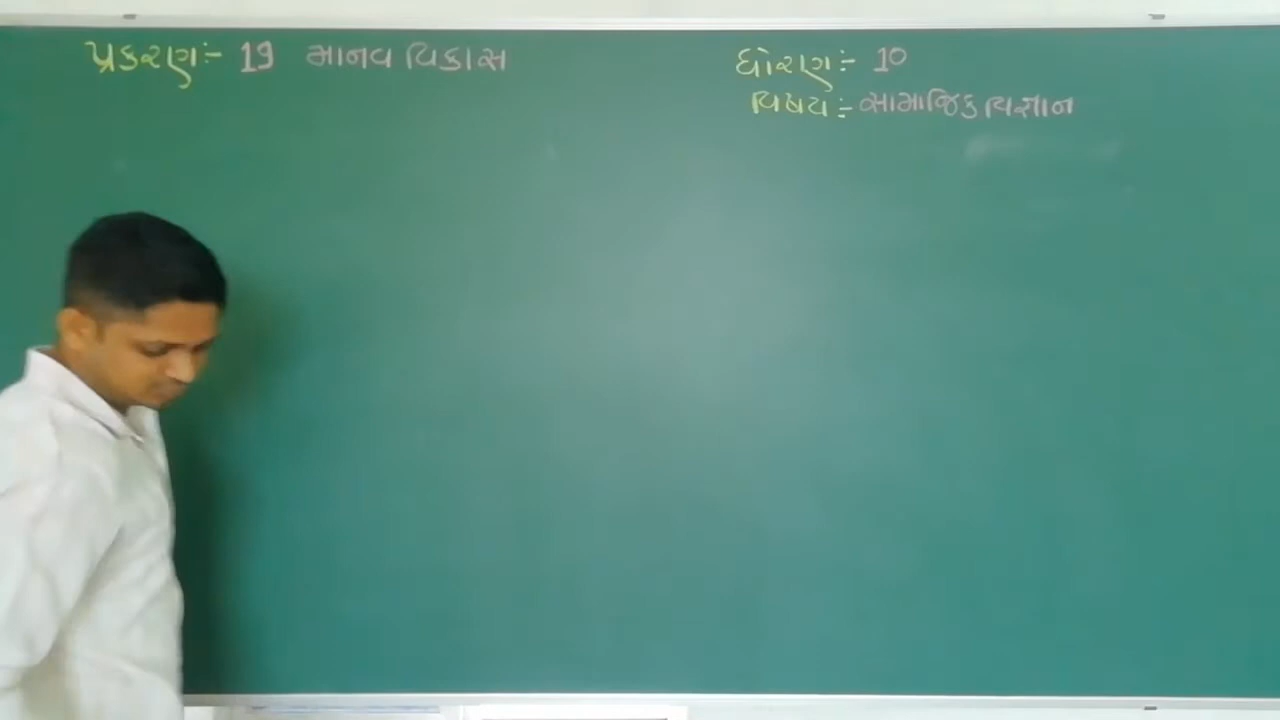 પ્રકરણ:- 19 માનવ વિકાસ
ધોરણ:- 10
વિષય:- સામાજિક વિજ્ઞાન